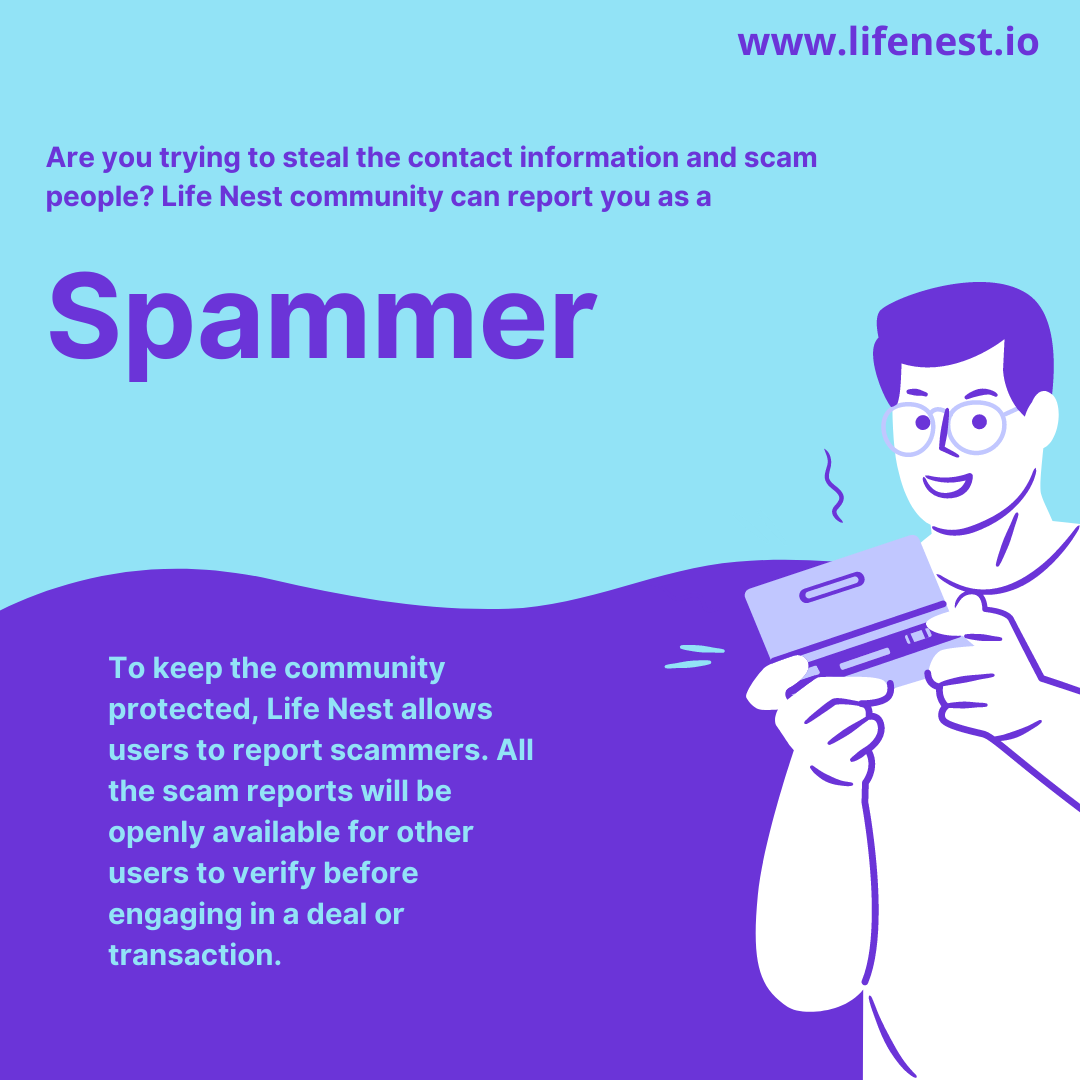 www.lifenest.io
Are you trying to steal the contact information and scam
people? Life Nest community can report you as a
Spammer
To keep the community
protected, Life Nest allows
users to report scammers. All
the scam reports will be
openly available for other
users to verify before
engaging in a deal or
transaction.